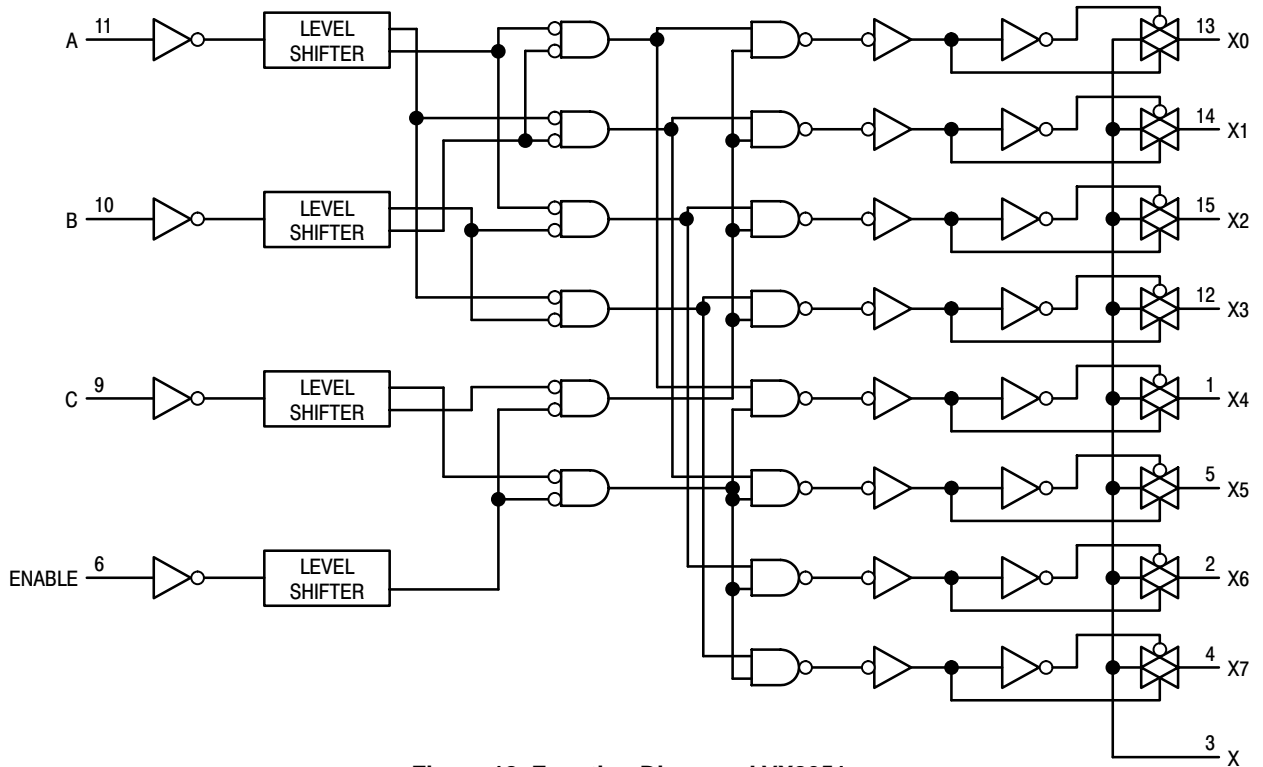 A
11
LEVEL
SHIFTER
13
X0
14
X1
B
10
LEVEL
SHIFTER
15
X2
12
X3
C
9
LEVEL
SHIFTER
1
X4
5
X5
ENABLE
6
LEVEL
SHIFTER
2
X6
4
X7
3
X